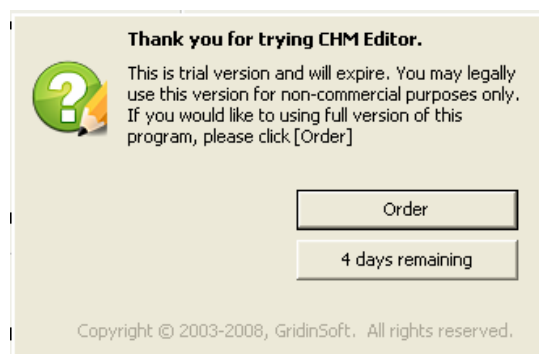 Thank you for trying CHM Editor.
This is trial version and will expire. You may legally
use this version for non-commercial purposes only.
If you would like to using full version of this
program, please click [Order]
Order
4 days remaining
Copyright © 2003-2008, GridinSoft. All rights reserved.